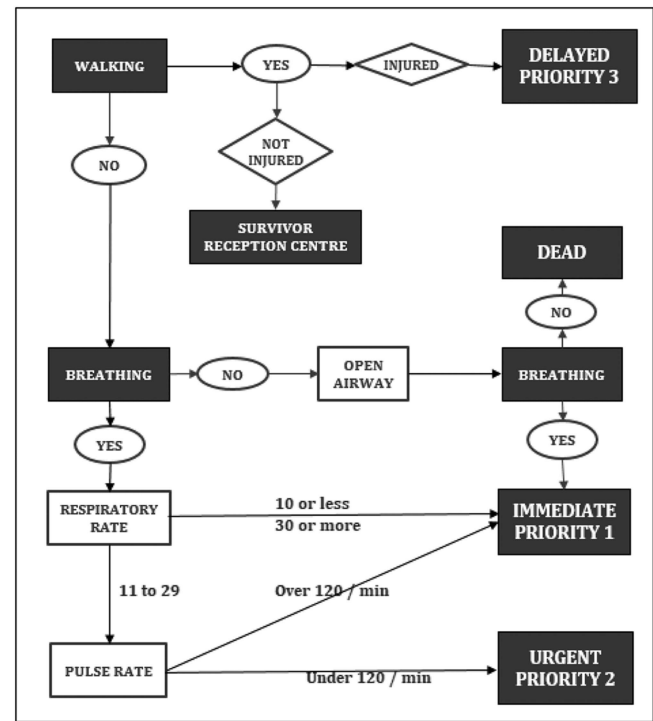 WALKING
YES
INJURED
DELAYED
PRIORITY 3
NO
NOT
INJURED
SURVIVOR
RECEPTION CENTRE
DEAD
NO
BREATHING
NO
OPEN
AIRWAY
BREATHING
YES
YES
RESPIRATORY
RATE
10 or less
30 or more
IMMEDIATE
PRIORITY 1
11 to 29
Over 120 / min
PULSE RATE
Under 120 / min
URGENT
PRIORITY 2